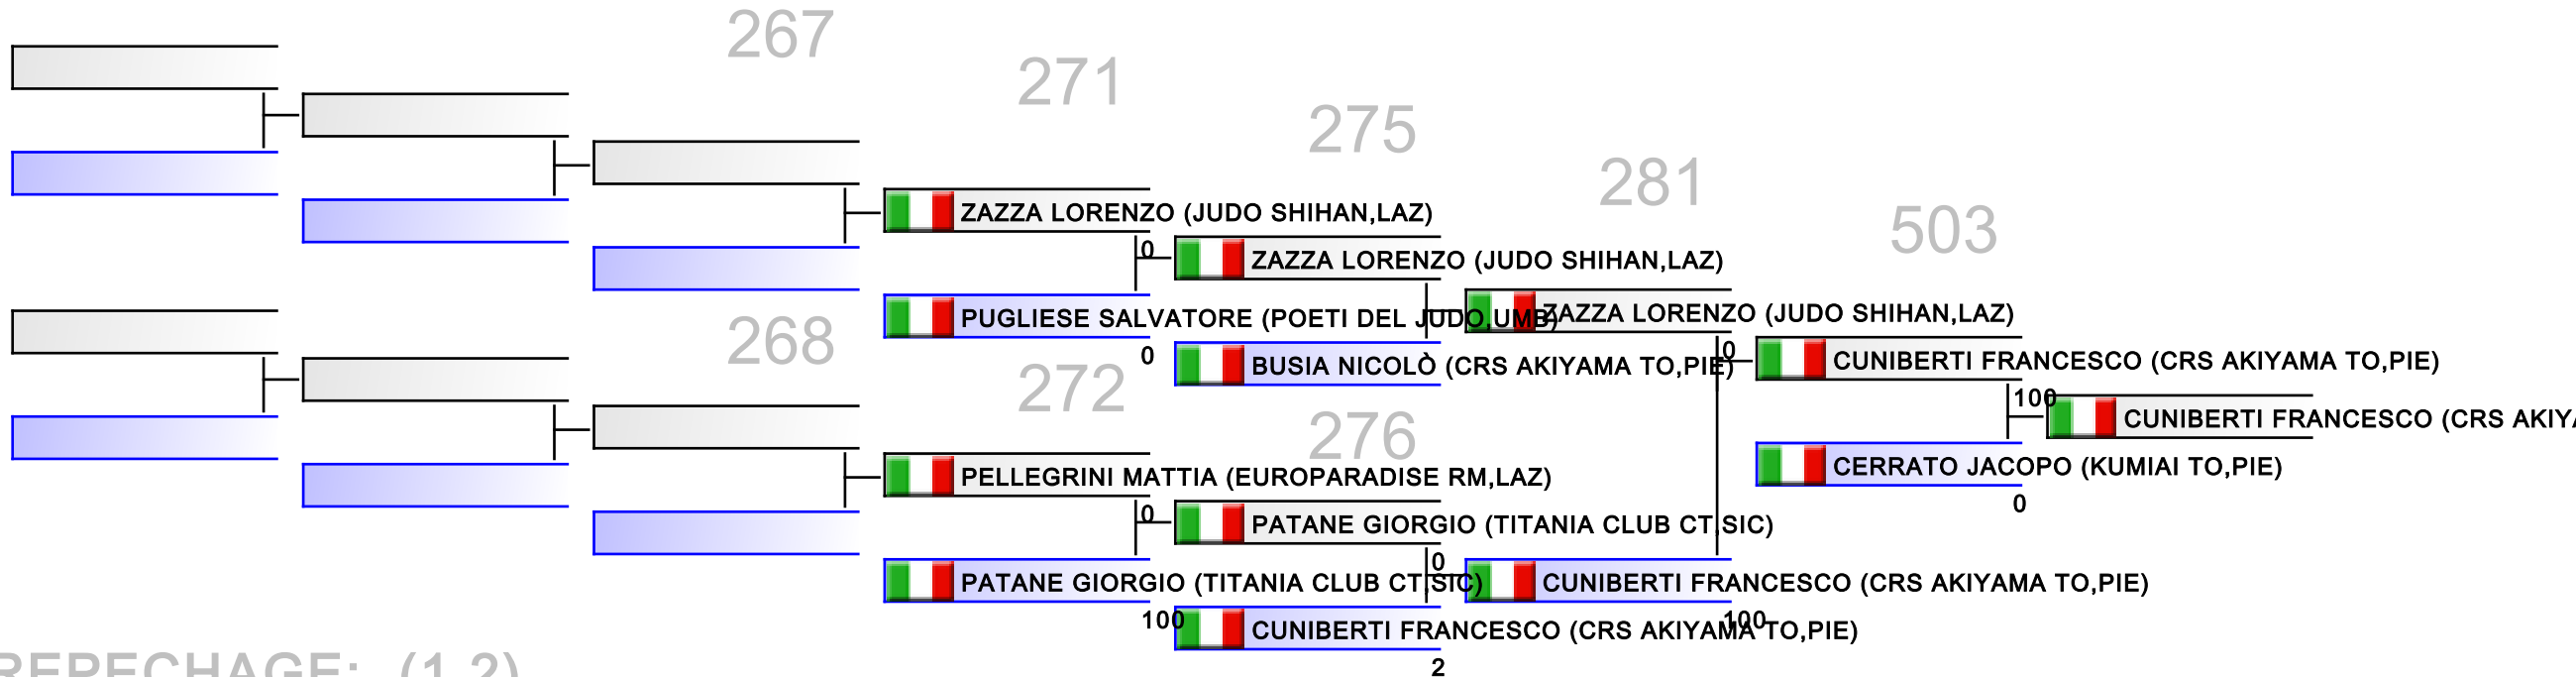 267
271
275
281
503
ZAZZA LORENZO (JUDO SHIHAN,LAZ)
0
ZAZZA LORENZO (JUDO SHIHAN,LAZ)
PUGLIESE SALVATORE (POETI DEL JUDO,UMB)
0
ZAZZA LORENZO (JUDO SHIHAN,LAZ)
0
BUSIA NICOLÒ (CRS AKIYAMA TO,PIE)
CUNIBERTI FRANCESCO (CRS AKIYAMA TO,PIE)
100
CUNIBERTI FRANCESCO (CRS AKIYA
CERRATO JACOPO (KUMIAI TO,PIE)
0
268
272
276
PELLEGRINI MATTIA (EUROPARADISE RM,LAZ)
0
PATANE GIORGIO (TITANIA CLUB CT,SIC)
0
PATANE GIORGIO (TITANIA CLUB CT,SIC)
100
CUNIBERTI FRANCESCO (CRS AKIYAMA TO,PIE)
100
CUNIBERTI FRANCESCO (CRS AKIYAMA TO,PIE)
2
REPECHAGE: (1,2)